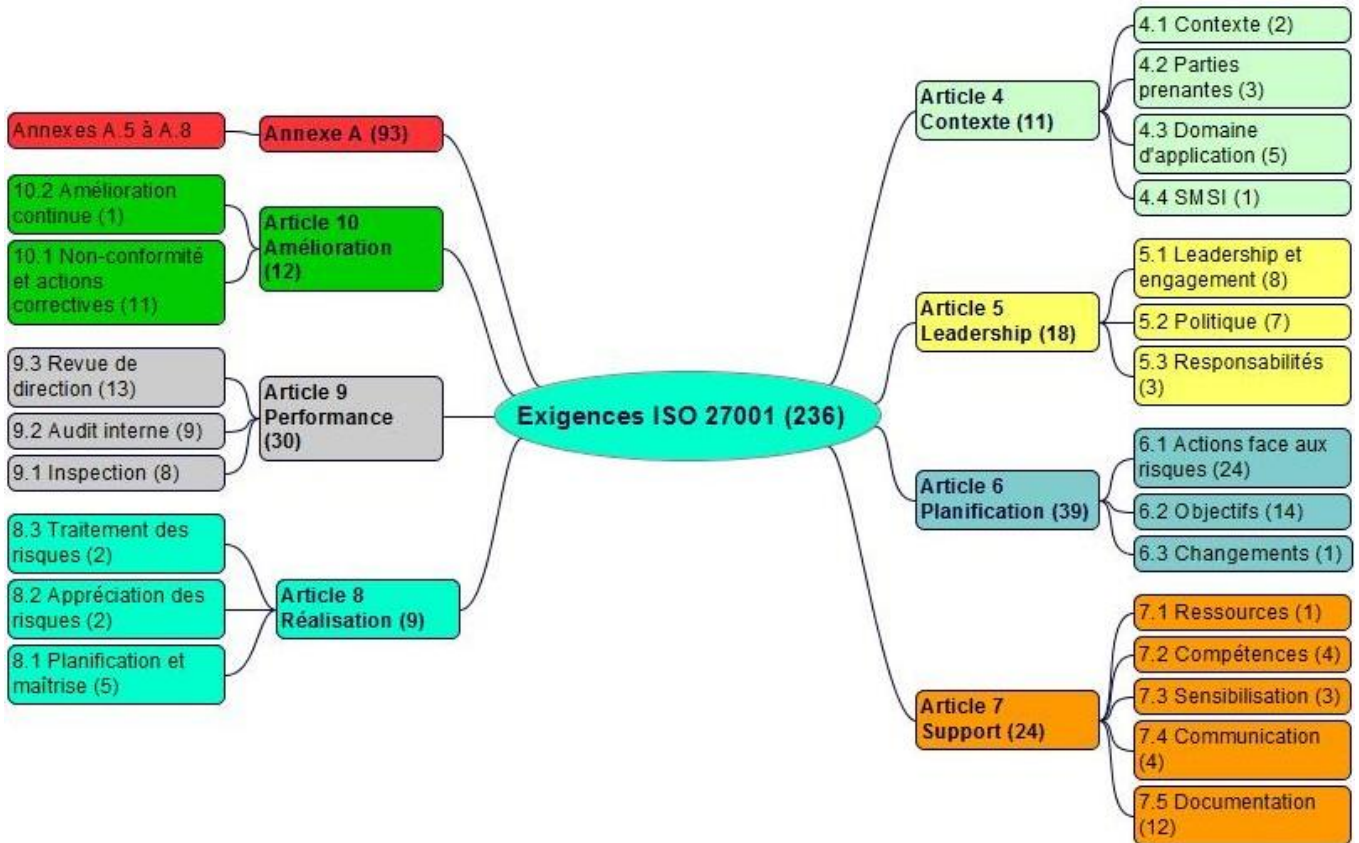 Exigences ISO 27001 (236)
Article 4
Contexte (11)
4.1 Contexte (2)
4.2 Parties
prenantes (3)
4.3 Domaine
d'application (5)
4.4 SMSI (1)
Article 5
Leadership (18)
5.1 Leadership et
engagement (8)
5.2 Politique (7)
5.3 Responsabilités
(3)
Article 6
Planification (39)
6.1 Actions face aux
risques (24)
6.2 Objectifs (14)
6.3 Changements (1)
Article 7
Support (24)
7.1 Ressources (1)
7.2 Compétences (4)
7.3 Sensibilisation (3)
7.4 Communication
(4)
7.5 Documentation
(12)
Article 8
Réalisation (9)
8.3 Traitement des
risques (2)
8.2 Appréciation des
risques (2)
8.1 Planification et
maîtrise (5)
Article 9
Performance
(30)
9.3 Revue de
direction (13)
9.2 Audit interne (9)
9.1 Inspection (8)
Article 10
Amélioration
(12)
10.2 Amélioration
continue (1)
10.1 Non-conformité
et actions
correctives (11)
Annexe A (93)
Annexes A.5 à A.8